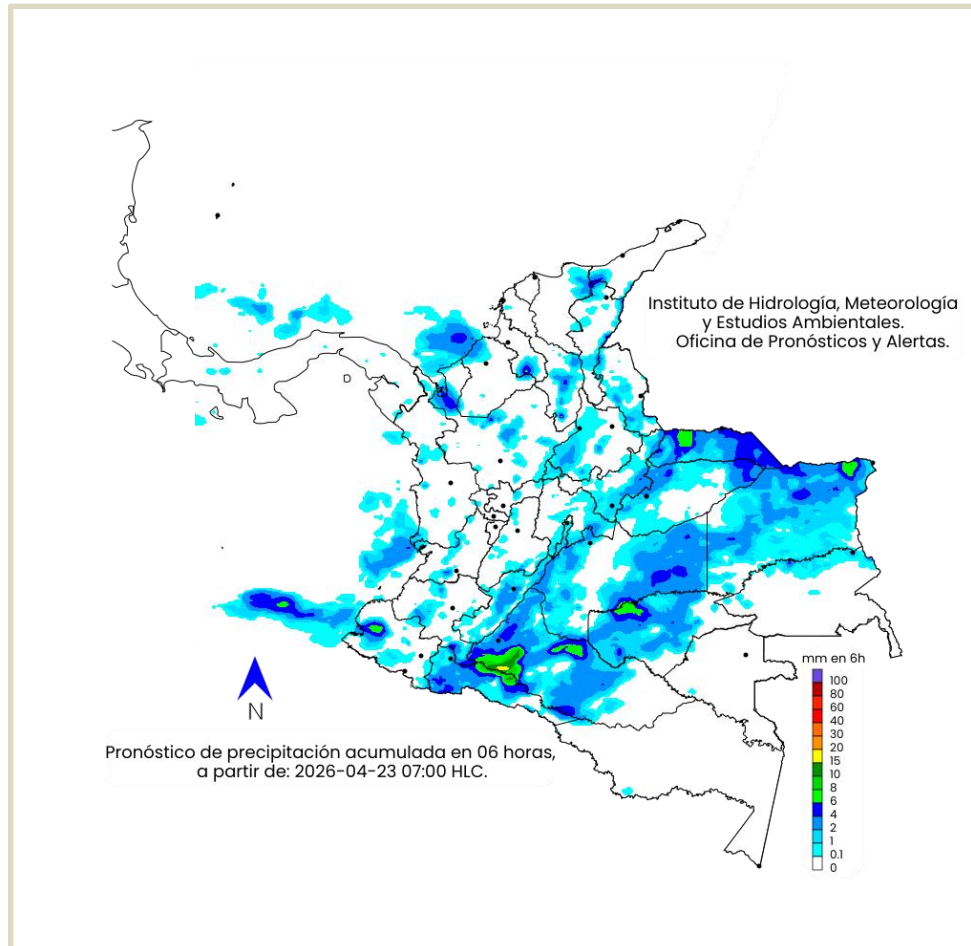 Instituto de Hidrología, Meteorología
y Estudios Ambientales.
Oficina de Pronósticos y Alertas.
mm en 6h
100
80
60
40
30
20
15
10
8
6
4
2
1
0.1
0
N
Pronóstico de precipitación acumulada en 06 horas,
a partir de: 2026-04-23 07:00 HLC.